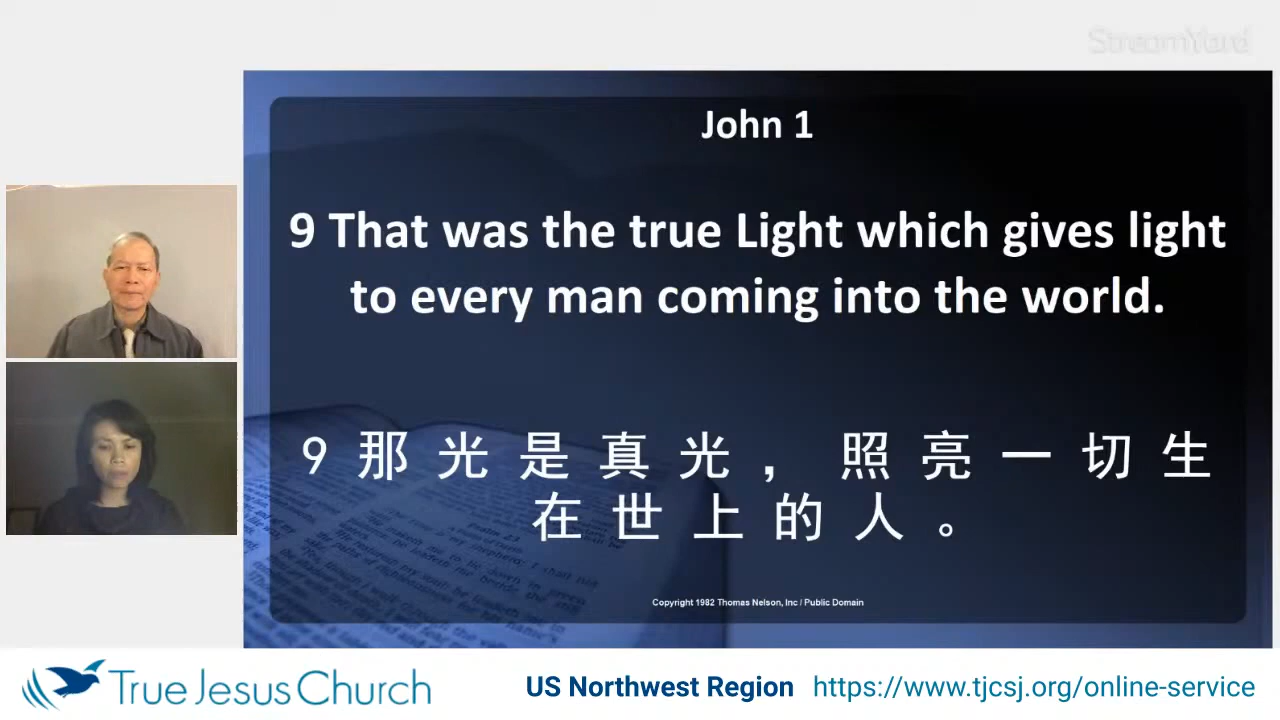 StreamYard
John 1
9 That was the true Light which gives light
to every man coming into the world.
9 那 光 是 真 光 ， 照 亮 一 切 生
在 世 上 的 人 。
Copyright 1982 Thomas Nelson, Inc / Public Domain
True Jesus Church
US Northwest Region https://www.tjcsj.org/online-service